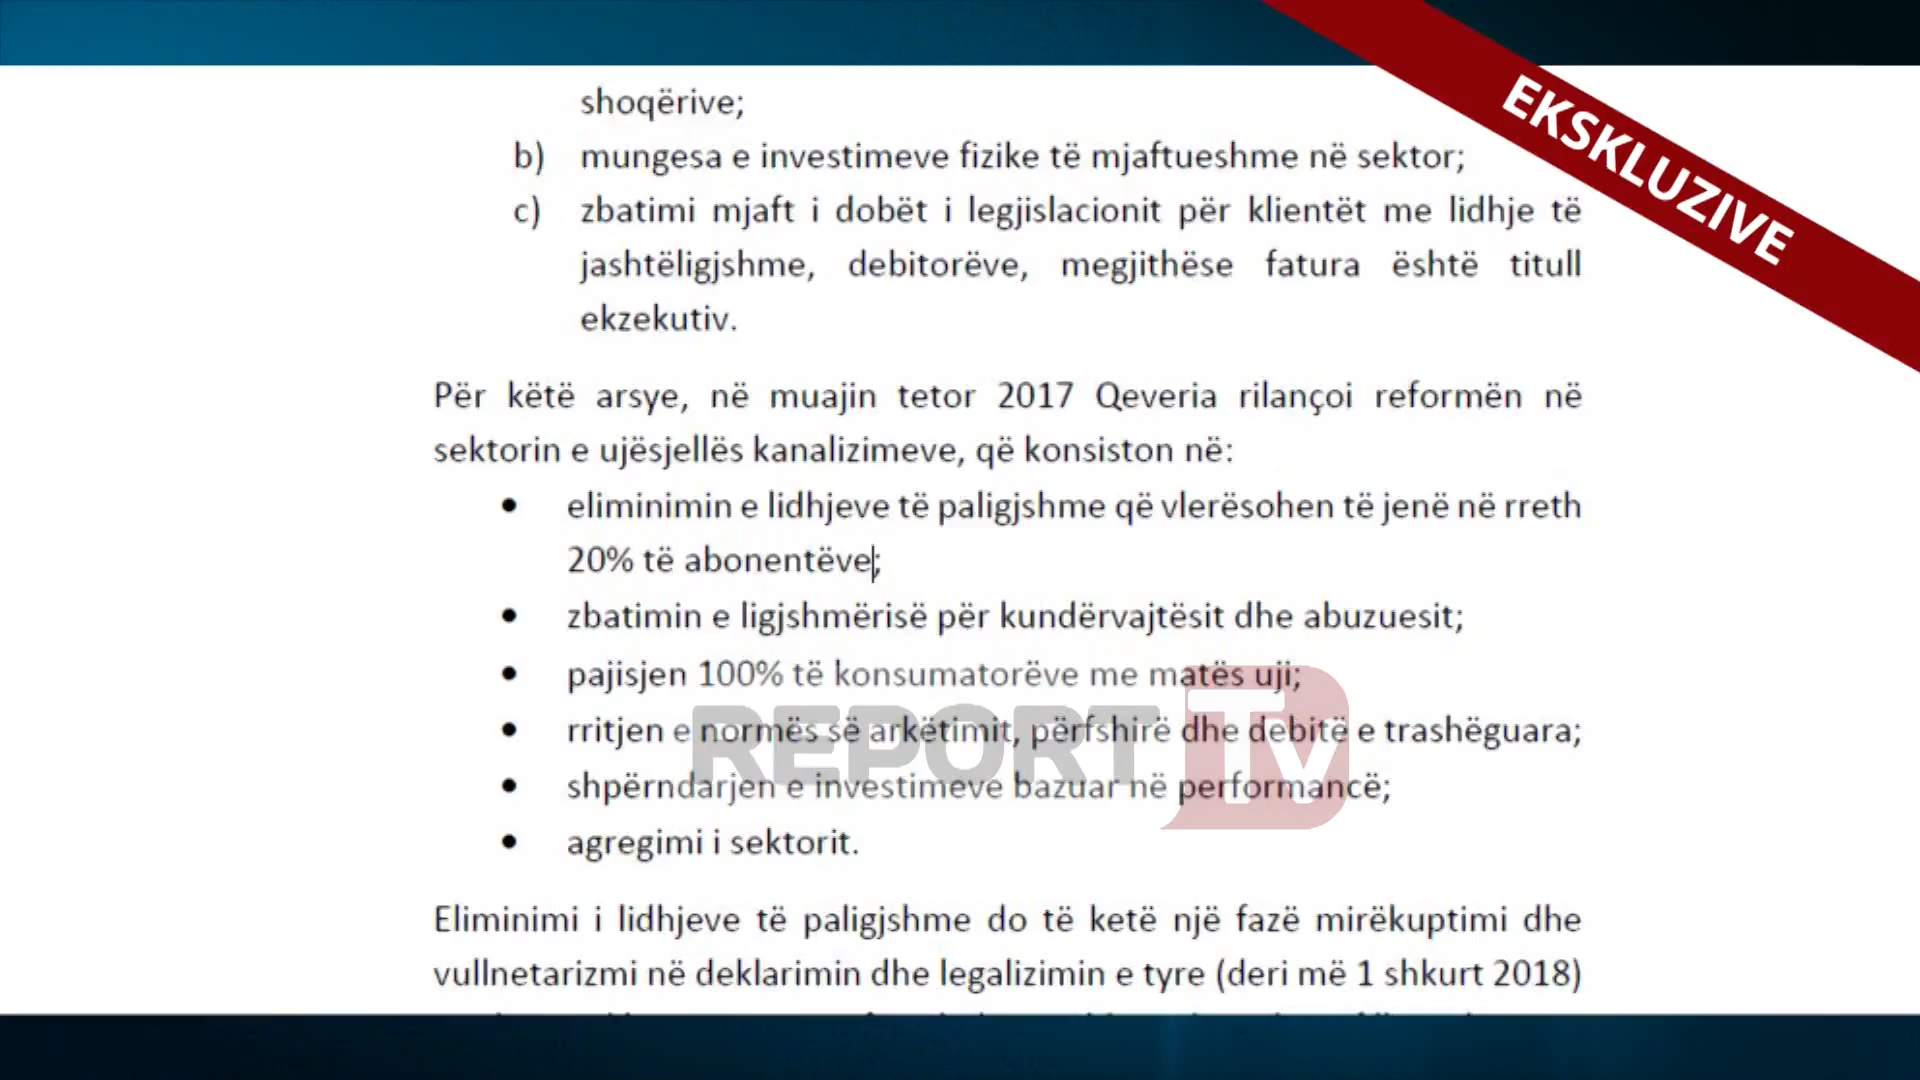 EKSKLUZIVE
shoqërive;
b) mungesa e investimeve fizike të mjaftueshme në sektor;
c) zbatimi mjaft i dobët i legjislacionit për klientët me lidhje të
jashtëligjshme, debitorëve, megjithëse fatura është titull
ekzekutiv.
Për këtë arsye, në muajin tetor 2017 Qeveria rilançoi reformën në
sektorin e ujësjellës kanalizimeve, që konsiston në:
• eliminimin e lidhjeve të paligjshme që vlerësohen të jenë në rreth
20% të abonentëve;
• zbatimin e ligjshmërisë për kundërvajtësit dhe abuzuesit;
• pajisjen 100% të konsumatorëve me matës uji;
• rritjen e normës së arkëtimit, përfshirë dhe debitë e trashëguara;
• shpërndarjen e investimeve bazuar në performancë;
• agregimi i sektorit.
REPORT Tv
Eliminimi i lidhjeve të paligjshme do të ketë një fazë mirëkuptimi dhe
vullnetarizmi në deklarimin dhe legalizimin e tyre (deri më 1 shkurt 2018)